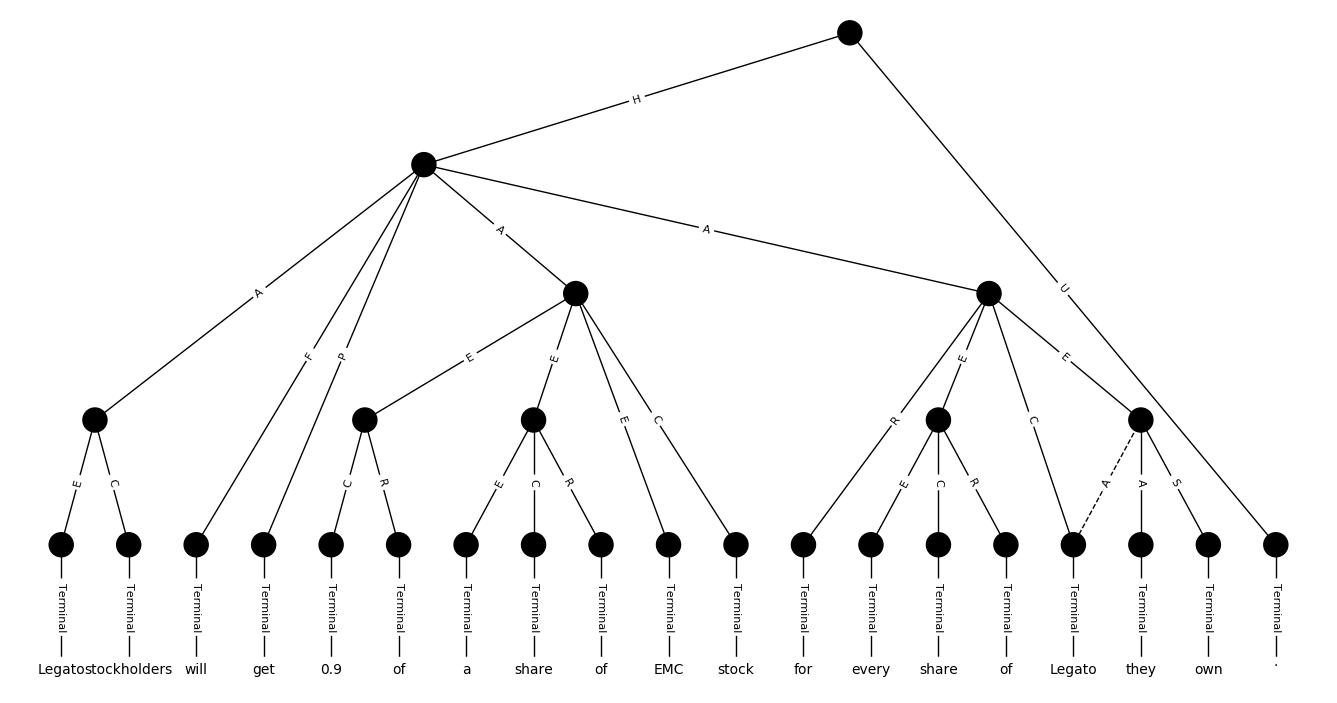 H
A
F
P
A
A
U
E
C
E
E
E
C
R
E
C
E
C
R
C
R
E
C
R
E
C
R
A
A
S
Terminal Terminal Terminal Terminal Terminal Terminal Terminal Terminal Terminal Terminal Terminal Terminal Terminal Terminal Terminal Terminal Terminal Terminal Terminal
Legato stockholders will get 0.9 of a share of EMC stock for every share of Legato they own .